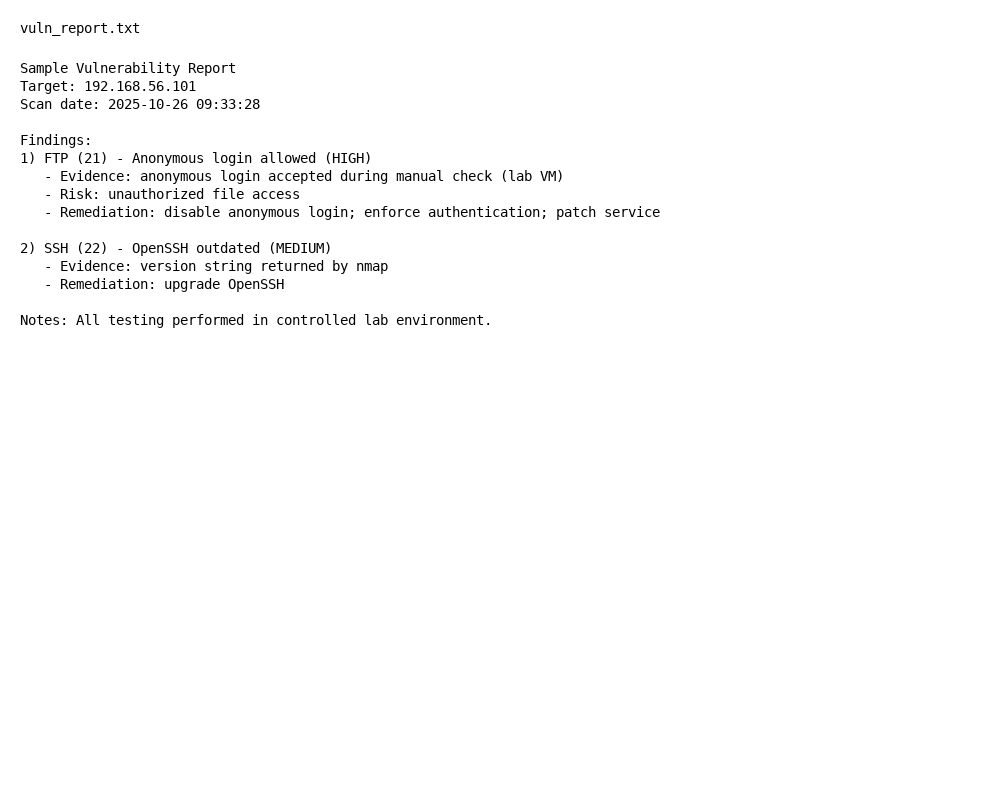 vuln_report.txt
Sample Vulnerability Report
Target: 192.168.56.101
Scan date: 2025-10-26 09:33:28
Findings:
1) FTP (21) - Anonymous login allowed (HIGH)
- Evidence: anonymous login accepted during manual check (lab VM)
- Risk: unauthorized file access
- Remediation: disable anonymous login; enforce authentication; patch service
2) SSH (22) - OpenSSH outdated (MEDIUM)
- Evidence: version string returned by nmap
- Remediation: upgrade OpenSSH
Notes: All testing performed in controlled lab environment.